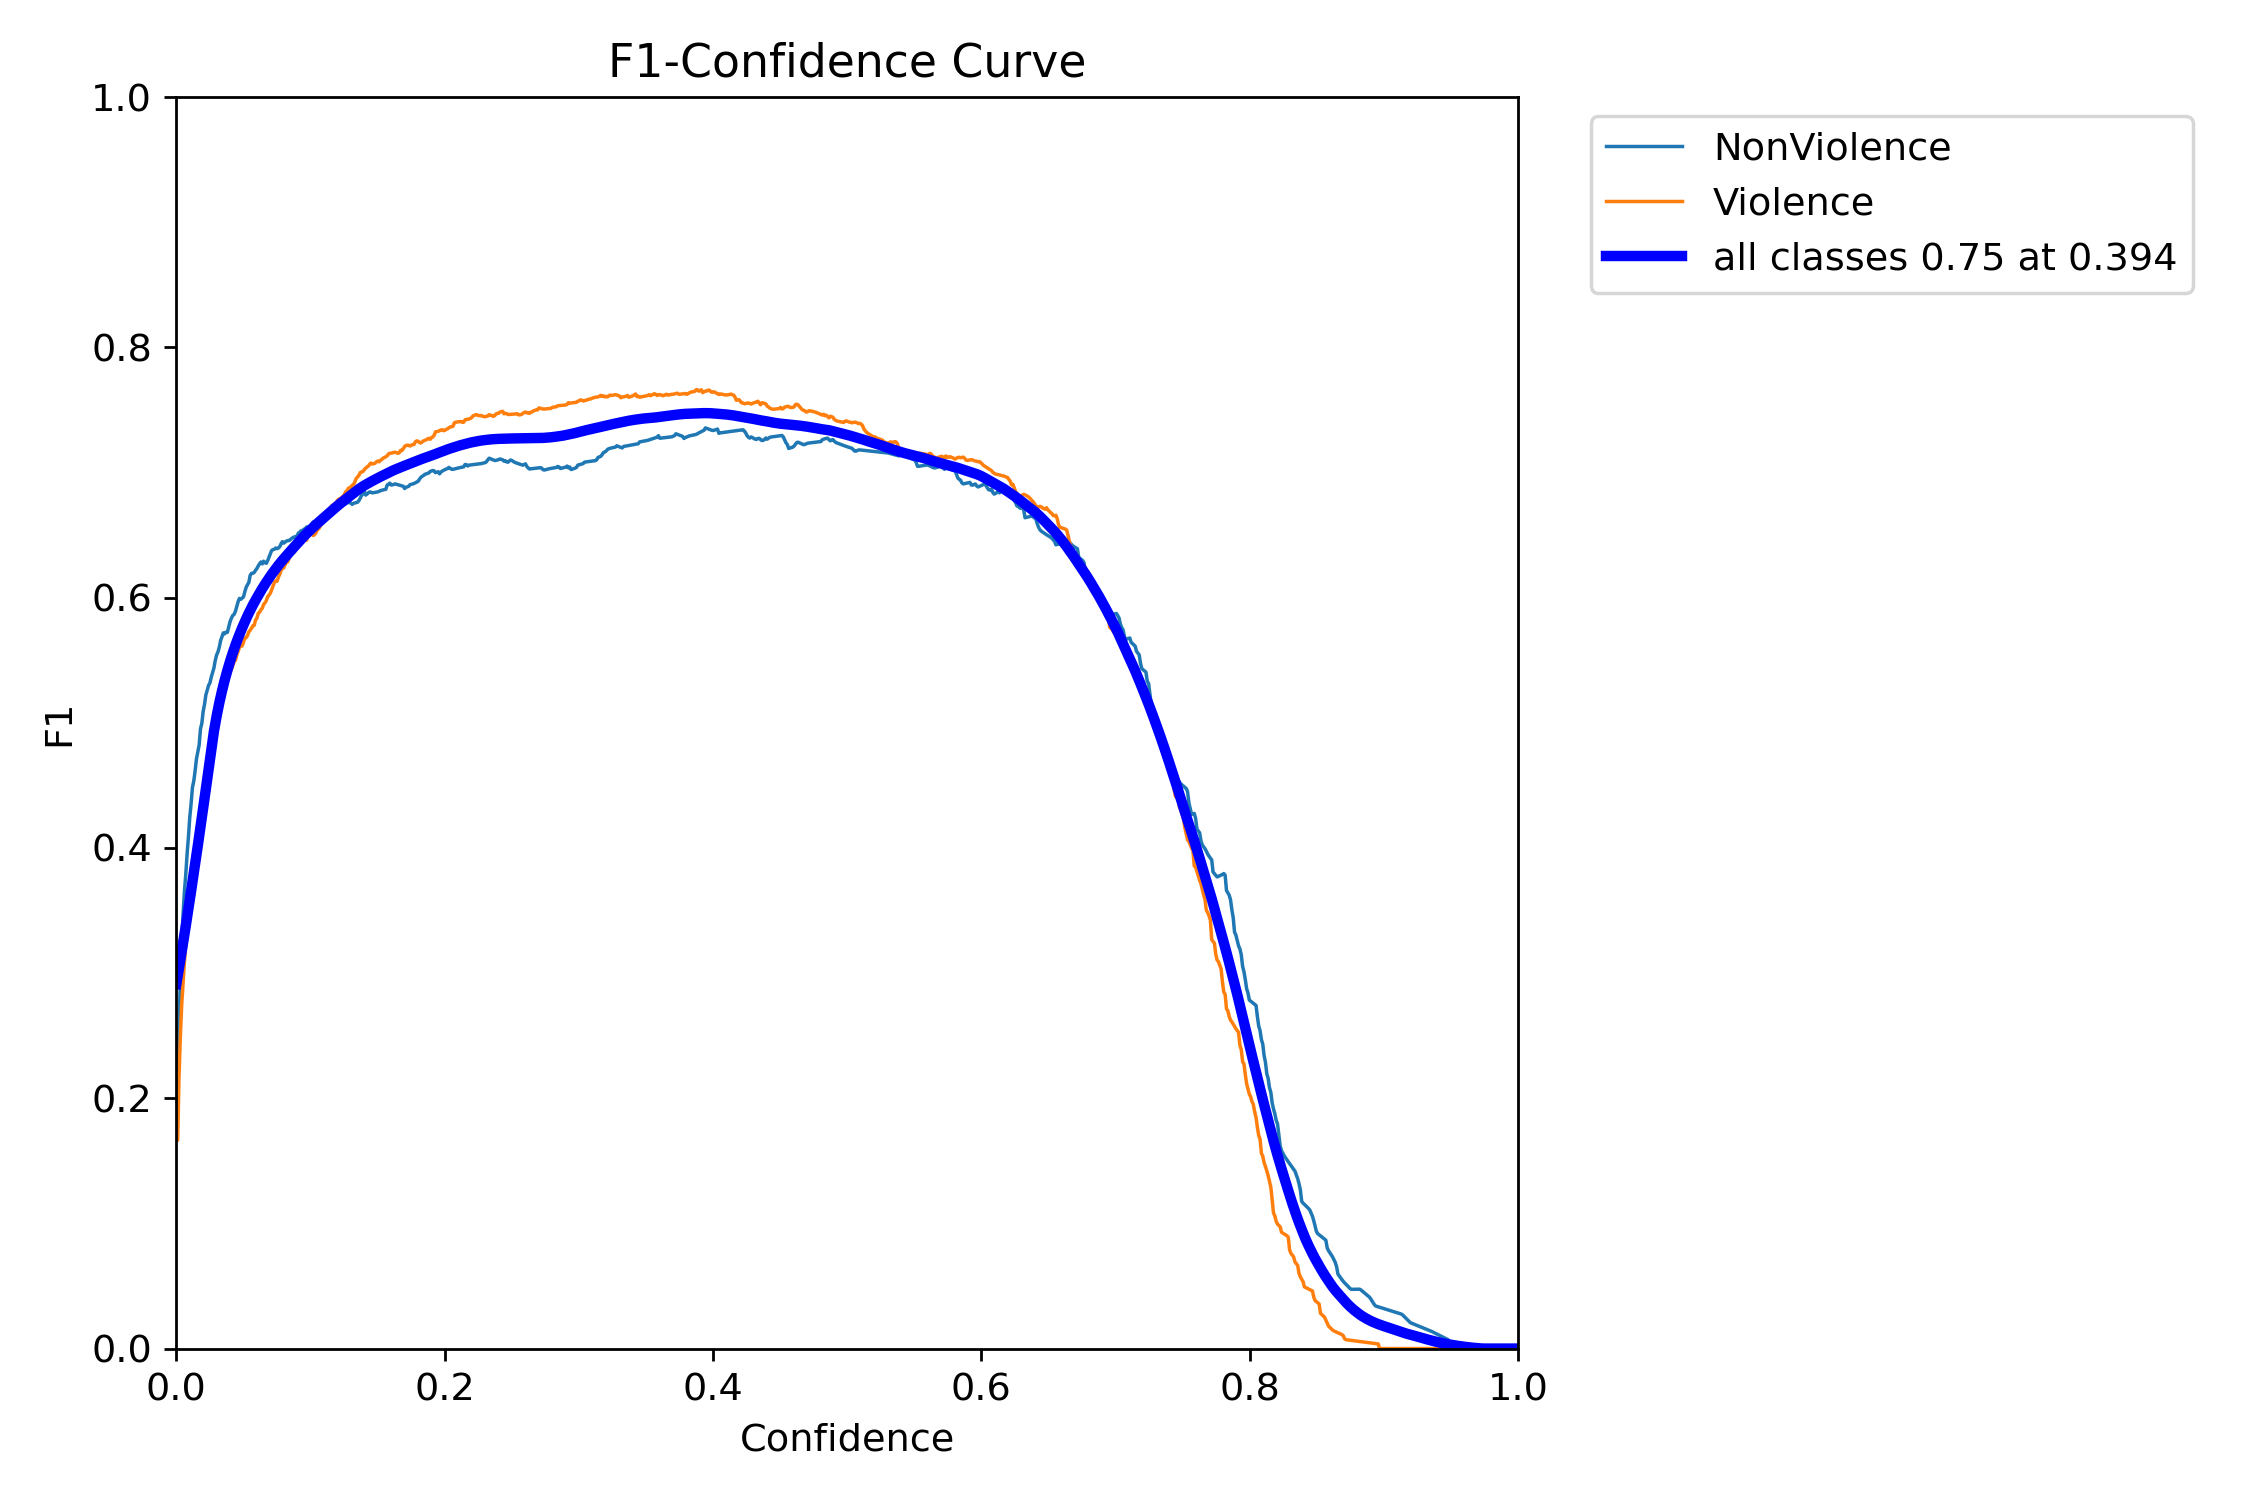 F1-Confidence Curve
NonViolence
Violence
all classes 0.75 at 0.394
1.0
0.8
0.6
0.4
0.2
0.0
F1
0.0 0.2 0.4 0.6 0.8 1.0
Confidence